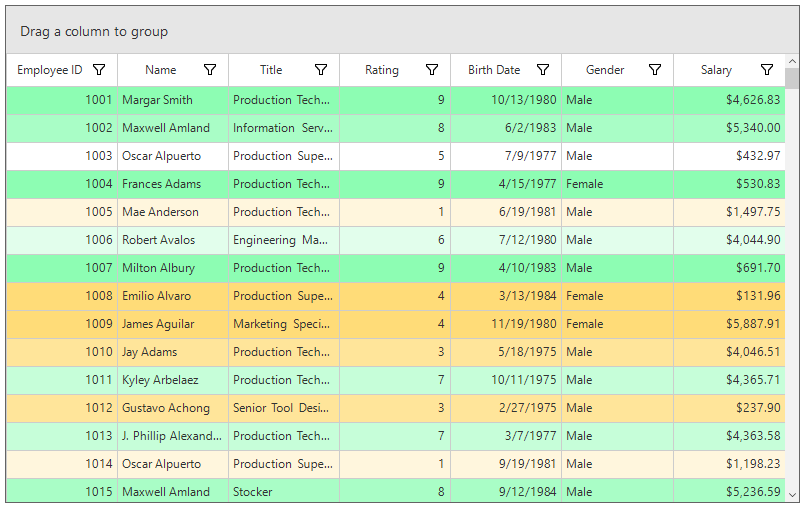 Drag a column to group
Employee ID Name Title Rating Birth Date Gender Salary
1001 Margar Smith Production Tech... 9 10/13/1980 Male $4,626.83
1002 Maxwell Amland Information Serv... 8 6/2/1983 Male $5,340.00
1003 Oscar Alpuerto Production Supe... 5 7/9/1977 Male $432.97
1004 Frances Adams Production Tech... 9 4/15/1977 Female $530.83
1005 Mae Anderson Production Tech... 1 6/19/1981 Male $1,497.75
1006 Robert Avalos Engineering Ma... 6 7/12/1980 Male $4,044.90
1007 Milton Albury Production Tech... 9 4/10/1983 Male $691.70
1008 Emilio Alvaro Production Supe... 4 3/13/1984 Female $131.96
1009 James Aguilar Marketing Speci... 4 11/19/1980 Female $5,887.91
1010 Jay Adams Production Tech... 3 5/18/1975 Male $4,046.51
1011 Kyley Arbelaez Production Tech... 7 10/11/1975 Male $4,365.71
1012 Gustavo Achong Senior Tool Desi... 3 2/27/1975 Male $237.90
1013 J. Phillip Alexand... Production Tech... 7 3/7/1977 Male $4,363.58
1014 Oscar Alpuerto Production Supe... 1 9/19/1981 Male $1,198.23
1015 Maxwell Amland Stocker 8 9/12/1984 Male $5,236.59